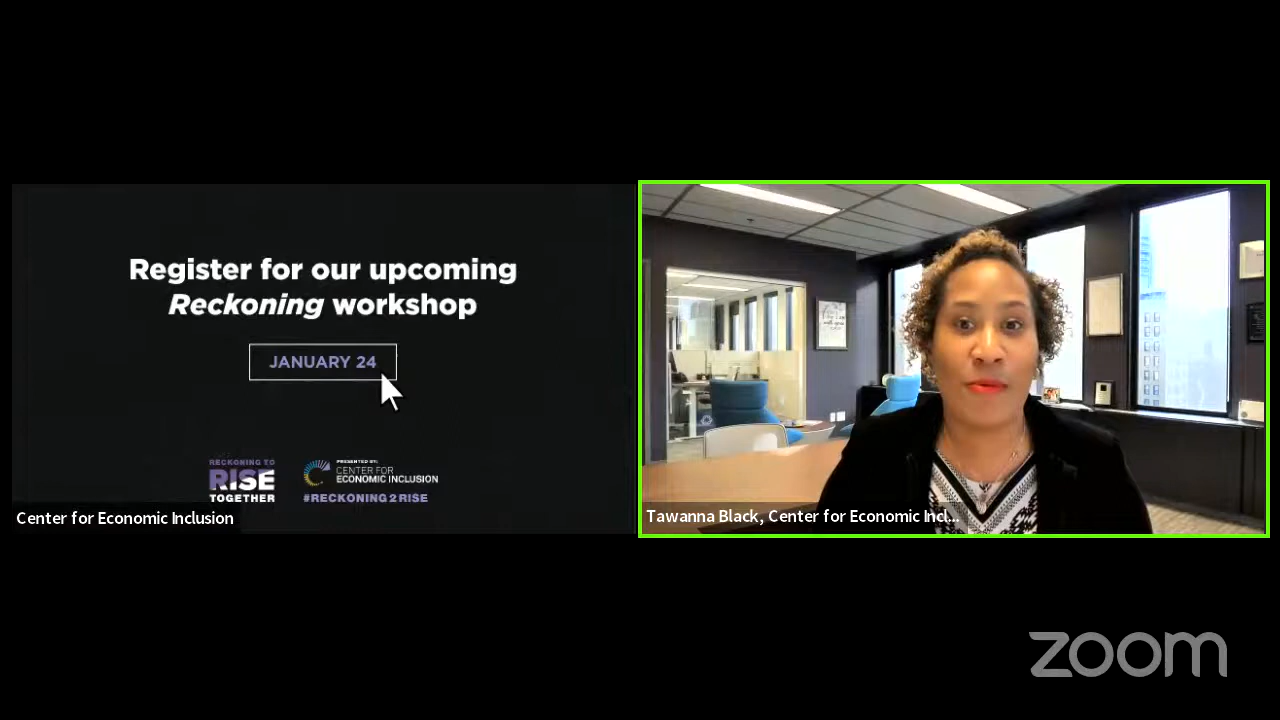 Register for our upcoming
Reckoning workshop
JANUARY 24
RECKONING TO
RISE
TOGETHER
PRESENTED BY:
CENTER FOR
ECONOMIC INCLUSION
#RECKONING2RISE
Center for Economic Inclusion
Tawanna Black, Center for Economic Incl...
zoom